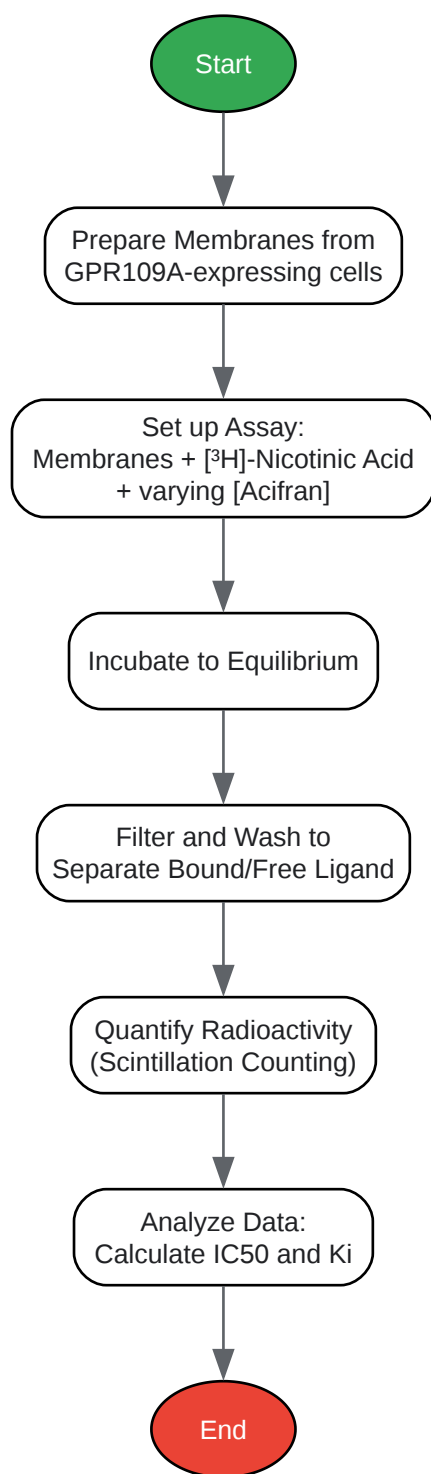 Start
Prepare Membranes from
GPR109A-expressing cells
Set up Assay:
Membranes + [³H]-Nicotinic Acid
+ varying [Acifran]
Incubate to Equilibrium
Filter and Wash to
Separate Bound/Free Ligand
Quantify Radioactivity
(Scintillation Counting)
Analyze Data:
Calculate IC50 and Ki
End